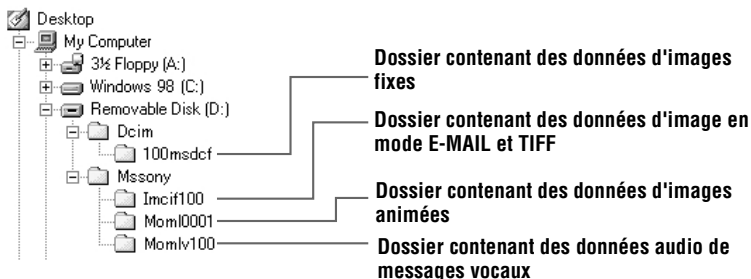 Desktop
My Computer
3½ Floppy (A:)
Windows 98 (C:)
Removable Disk (D:)
Dcim
100msdcf
Mssony
Imcif100
Moml0001
Momlv100
Dossier contenant des données d'images
fixes
Dossier contenant des données d'image en
mode E-MAIL et TIFF
Dossier contenant des données d'images
animées
Dossier contenant des données audio de
messages vocaux